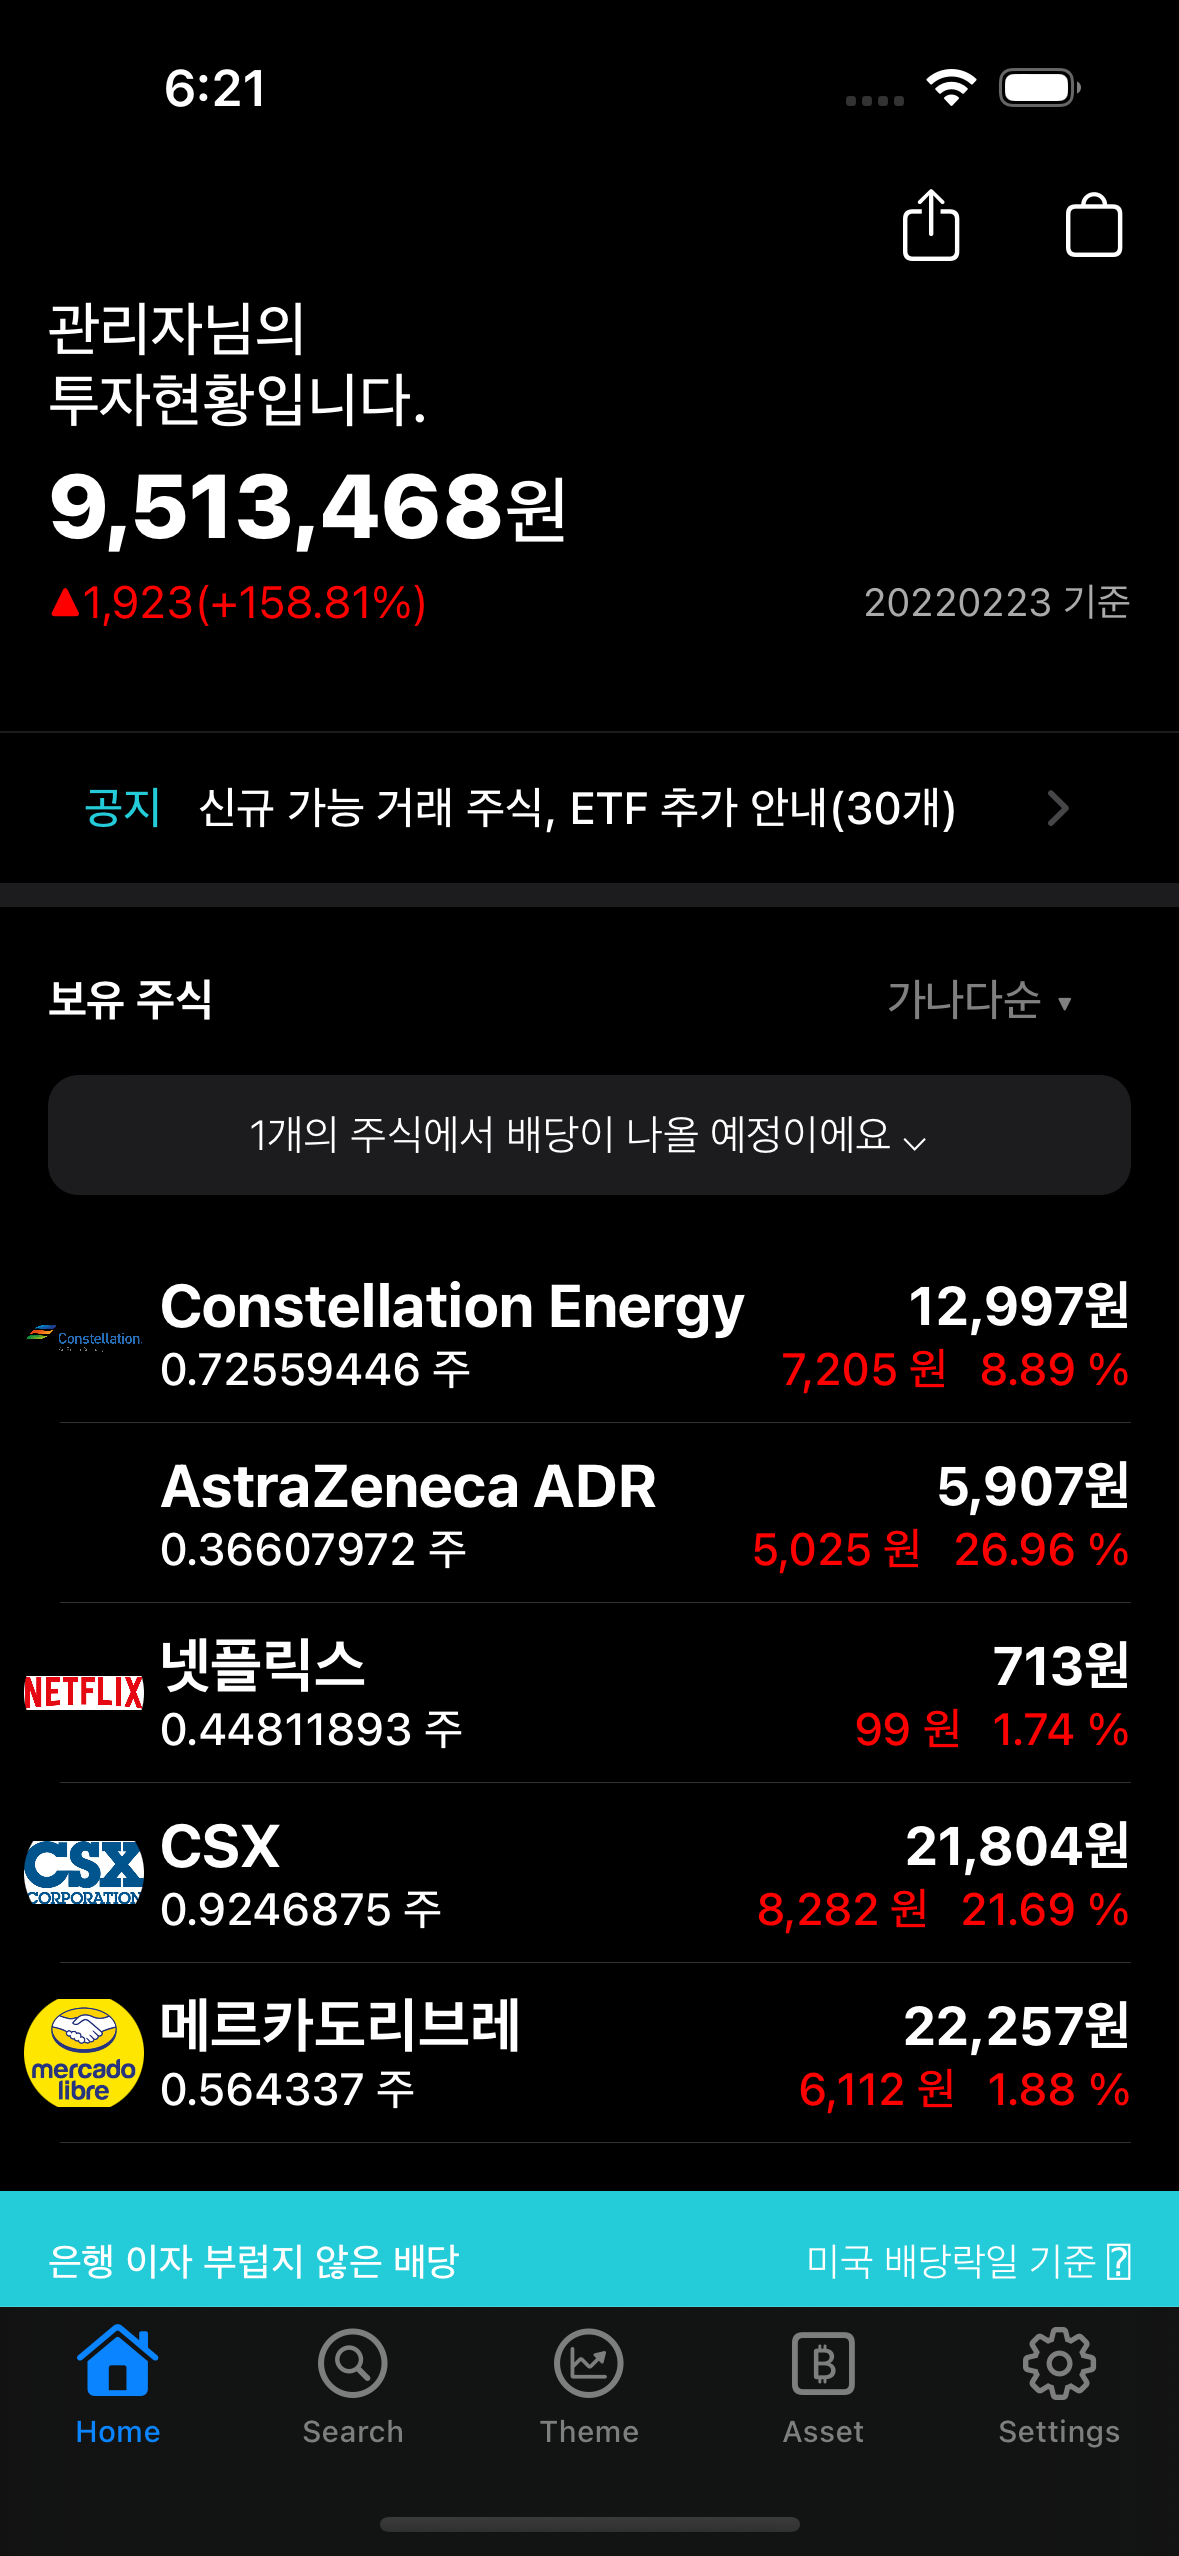 6:21
관리자님의
투자현황입니다.
9,513,468원
▲1,923(+158.81%)
20220223 기준
공지 신규 가능 거래 주식, ETF 추가 안내(30개)
보유 주식
가나다순 ▼
1개의 주식에서 배당이 나올 예정이에요
Constellation.
Constellation Energy
12,997원
0.72559446 주
7,205 원 8.89 %
AstraZeneca ADR
5,907원
0.36607972 주
5,025 원 26.96 %
NETFLIX
넷플릭스
713원
0.44811893 주
99 원 1.74 %
CSX
CORPORATION
CSX
21,804원
0.9246875 주
8,282 원 21.69 %
mercado
libre
메르카도리브레
22,257원
0.564337 주
6,112 원 1.88 %
은행 이자 부럽지 않은 배당
미국 배당락일 기준
Home
Search
Theme
Asset
Settings